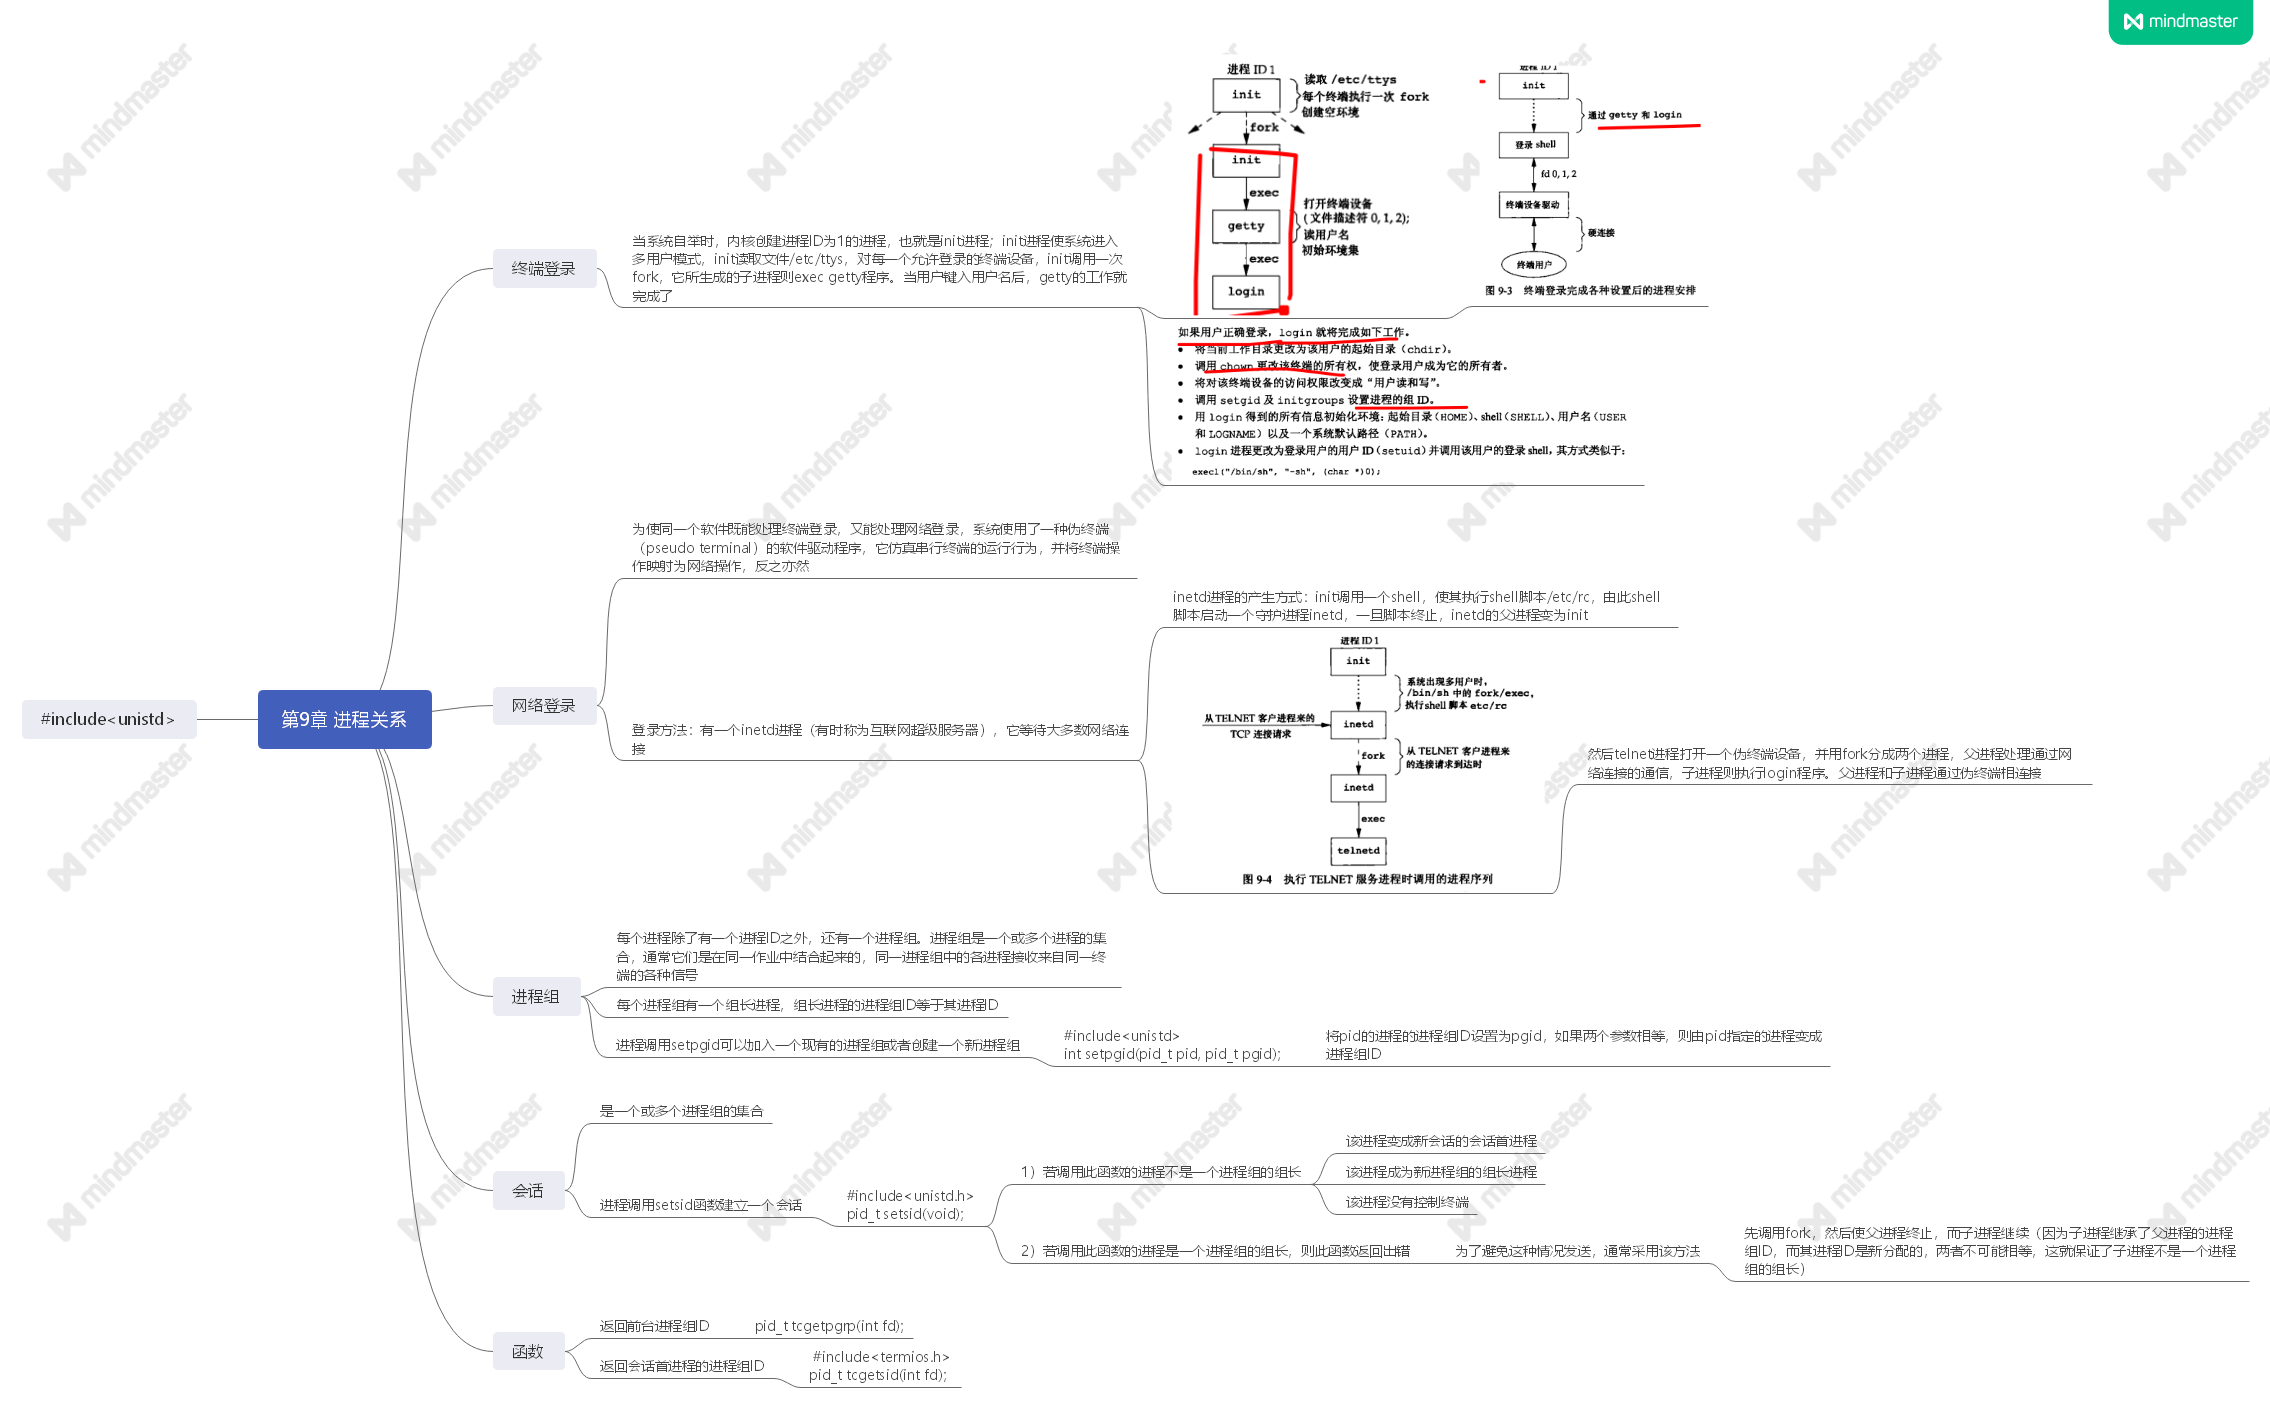 mindmaster
#include<unistd>
第9章 进程关系
终端登录
当系统自举时，内核创建进程ID为1的进程，也就是init进程；init进程使系统进入
多用户模式，init读取文件/etc/ttys，对每一个允许登录的终端设备，init调用一次
fork，它所生成的子进程则exec getty程序。当用户键入用户名后，getty的工作就
完成了
进程 ID 1
init
读取 /etc/ttys
每个终端执行一次 fork
创建空环境
fork
init
exec
getty
打开终端设备
(文件描述符 0, 1, 2);
读用户名
初始环境集
exec
login
进程 ID 1
init
通过 getty 和 login
登录 shell
fd 0, 1, 2
终端设备驱动
硬连接
终端用户
图 9-3 终端登录完成各种设置后的进程安排
如果用户正确登录，login 就将完成如下工作。
● 将当前工作目录更改为该用户的起始目录（chdir）。
● 调用 chown 更改该终端的所有权，使登录用户成为它的所有者。
● 将对该终端设备的访问权限改变成“用户读和写”。
● 调用 setgid 及 initgroups 设置进程的组 ID。
● 用 login 得到的所有信息初始化环境：起始目录（HOME）、shell（SHELL）、用户名（USER
和 LOGNAME）以及一个系统默认路径（PATH）。
● login 进程更改为登录用户的用户 ID（setuid）并调用该用户的登录 shell，其方式类似于：
execl("/bin/sh", "-sh", (char *)0);
网络登录
为使同一个软件既能处理终端登录，又能处理网络登录，系统使用了一种伪终端
（pseudo terminal）的软件驱动程序，它仿真串行终端的运行行为，并将终端操
作映射为网络操作，反之亦然
登录方法：有一个inetd进程（有时称为互联网超级服务器），它等待大多数网络连
接
inetd进程的产生方式：init调用一个shell，使其执行shell脚本/etc/rc，由此shell
脚本启动一个守护进程inetd，一旦脚本终止，inetd的父进程变为init
进程 ID 1
init
系统出现多用户时，
/bin/sh 中的 fork/exec，
执行shell 脚本 etc/rc
从 TELNET 客户进程来的
TCP 连接请求
inetd
fork
从 TELNET 客户进程来
的连接请求到达时
inetd
exec
telnetd
图 9-4 执行 TELNET 服务进程时调用的进程序列
然后telnet进程打开一个伪终端设备，并用fork分成两个进程，父进程处理通过网
络连接的通信，子进程则执行login程序。父进程和子进程通过伪终端相连接
进程组
每个进程除了有一个进程ID之外，还有一个进程组。进程组是一个或多个进程的集
合，通常它们是在同一作业中结合起来的，同一进程组中的各进程接收来自同一终
端的各种信号
每个进程组有一个组长进程，组长进程的进程组ID等于其进程ID
进程调用setpgid可以加入一个现有的进程组或者创建一个新进程组
#include<unistd>
int setpgid(pid_t pid, pid_t pgid);
将pid的进程的进程组ID设置为pgid，如果两个参数相等，则由pid指定的进程变成
进程组ID
会话
是一个或多个进程组的集合
进程调用setsid函数建立一个会话
#include<unistd.h>
pid_t setsid(void);
1）若调用此函数的进程不是一个进程组的组长
该进程变成新会话的会话首进程
该进程成为新进程组的组长进程
该进程没有控制终端
2）若调用此函数的进程是一个进程组的组长，则此函数返回出错
为了避免这种情况发送，通常采用该方法
先调用fork，然后使父进程终止，而子进程继续（因为子进程继承了父进程的进程
组ID，而其进程ID是新分配的，两者不可能相等，这就保证了子进程不是一个进程
组的组长）
函数
返回前台进程组ID
pid_t tcgetpgrp(int fd);
返回会话首进程的进程组ID
#include<termios.h>
pid_t tcgetsid(int fd);